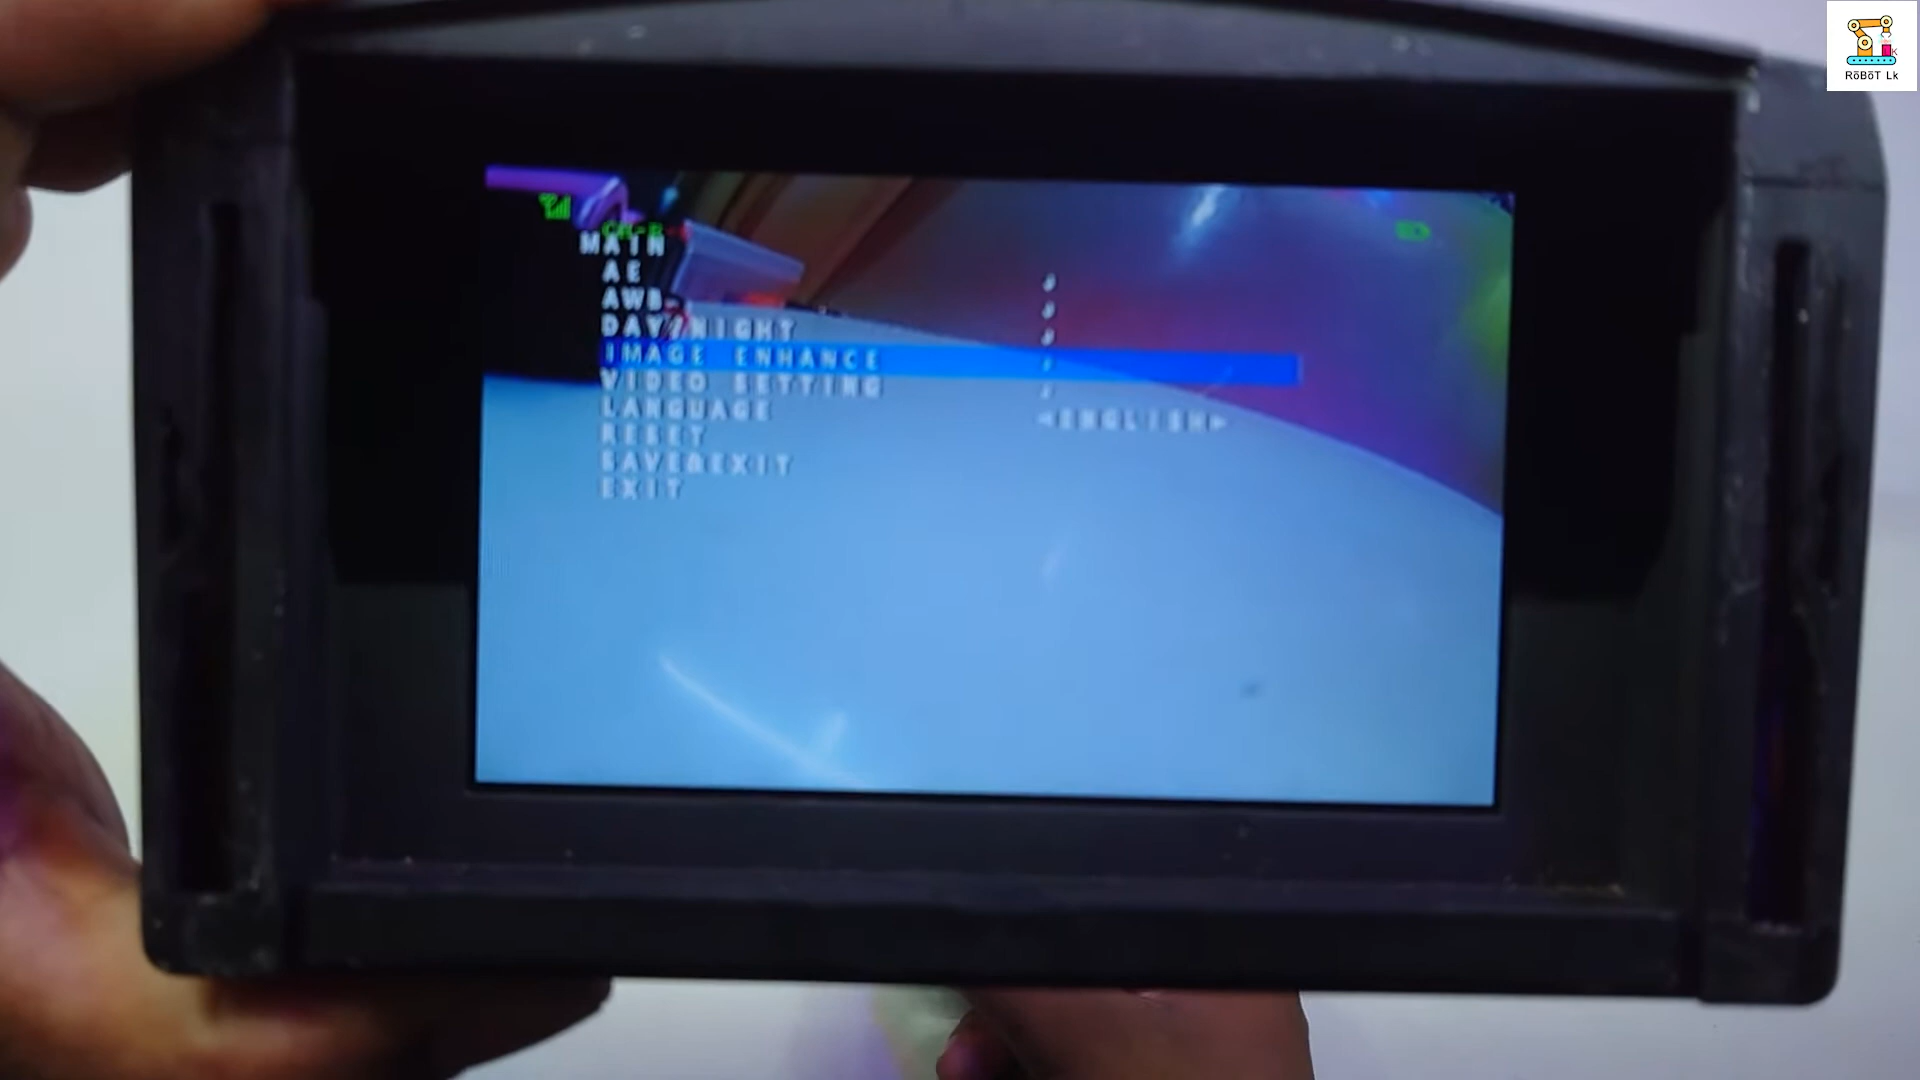 RōBōT Lk
MAIN
AE
AWB
DAY/NIGHT
IMAGE ENHANCE
VIDEO SETTING
LANGUAGE ◄ENGLISH►
RESET
SAVE&EXIT
EXIT